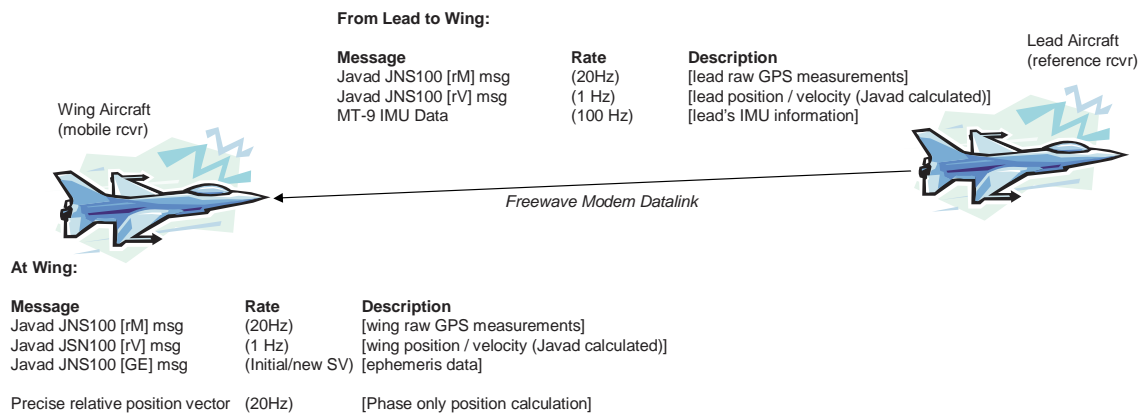 From Lead to Wing:
Message Rate Description
Javad JNS100 [rM] msg (20Hz) [lead raw GPS measurements]
Javad JNS100 [rV] msg (1 Hz) [lead position / velocity (Javad calculated)]
MT-9 IMU Data (100 Hz) [lead's IMU information]
Lead Aircraft
(reference rcvr)
Wing Aircraft
(mobile rcvr)
Freewave Modem Datalink
At Wing:
Message Rate Description
Javad JNS100 [rM] msg (20Hz) [wing raw GPS measurements]
Javad JSN100 [rV] msg (1 Hz) [wing position / velocity (Javad calculated)]
Javad JNS100 [GE] msg (Initial/new SV) [ephemeris data]
Precise relative position vector (20Hz) [Phase only position calculation]